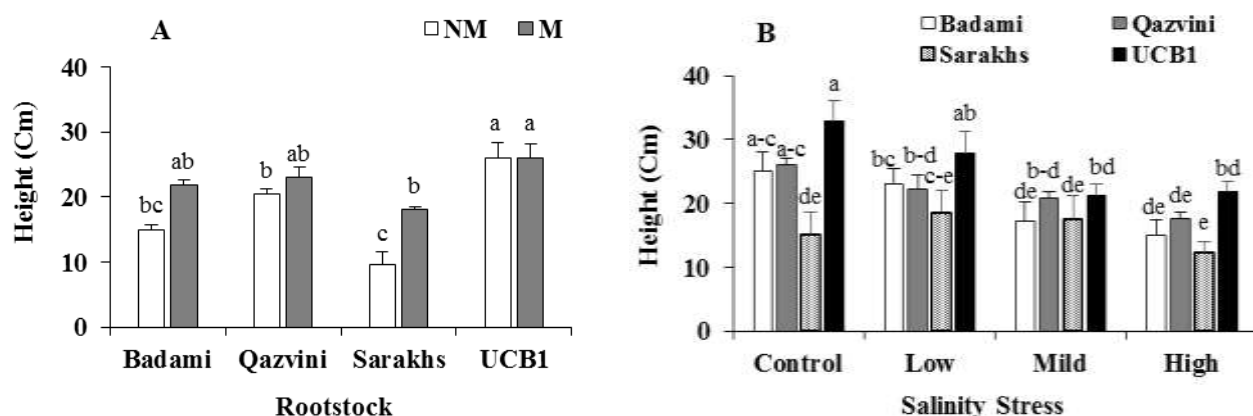 A
NM M
40
30
20
10
0
Height (Cm)
bc ab b ab c b a a
Badami Qazvini Sarakhs UCB1
Rootstock
B
Badami Qazvini
Sarakhs UCB1
40
30
20
10
0
Height (Cm)
a-c a-c de a
bc b-d c-e ab
de b-d de bd
de de e bd
Control Low Mild High
Salinity Stress